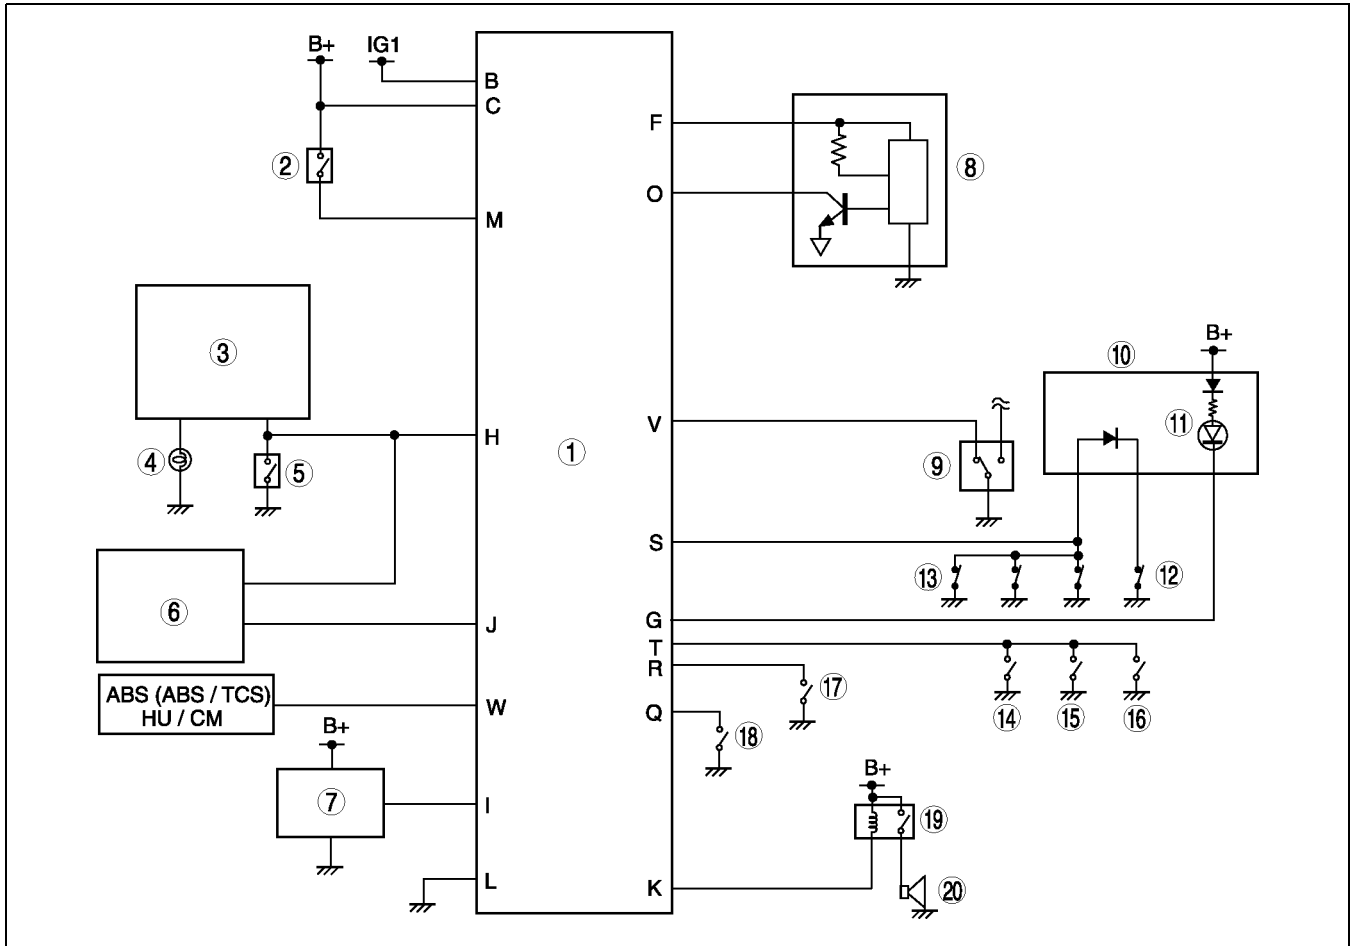 B+
IG1
B
C
F
②
M
O
⑧
③
B+
⑩
④
⑤
H
①
V
⑨
⑪
S
⑬
⑫
⑥
J
G
T
R
ABS (ABS / TCS)
HU / CM
W
Q
⑰
⑱
⑭
⑮
⑯
B+
⑦
I
B+
⑲
L
K
⑳